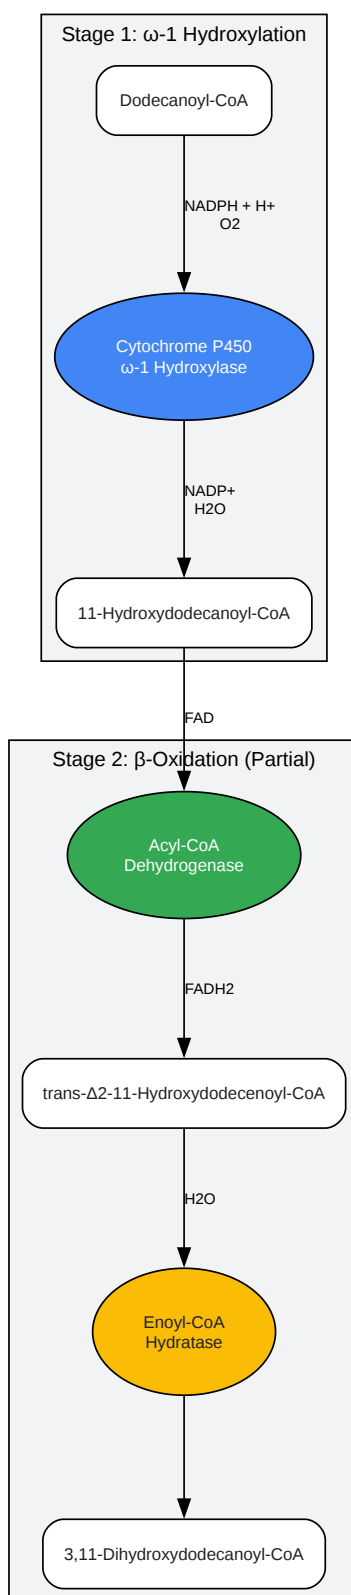 Stage 1: ω-1 Hydroxylation
Dodecanoyl-CoA
NADPH + H+
O2
Cytochrome P450
ω-1 Hydroxylase
NADP+
H2O
11-Hydroxydodecanoyl-CoA
FAD
Stage 2: β-Oxidation (Partial)
Acyl-CoA
Dehydrogenase
FADH2
trans-Δ2-11-Hydroxydodecenoyl-CoA
H2O
Enoyl-CoA
Hydratase
3,11-Dihydroxydodecanoyl-CoA